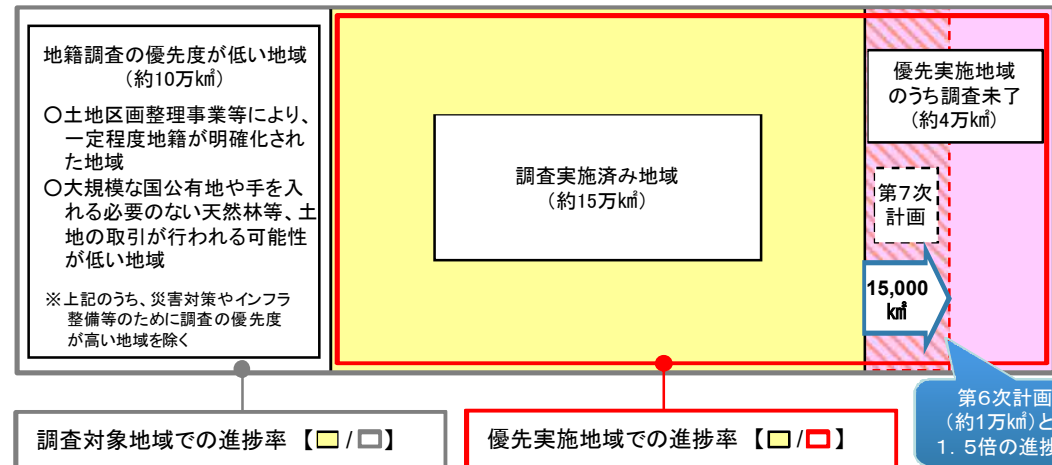 地籍調査の優先度が低い地域
(約10万k㎡)
○土地区画整理事業等により、
一定程度地籍が明確化され
た地域
○大規模な国公有地や手を入
れる必要のない天然林等、土
地の取引が行われる可能性
が低い地域
※上記のうち、災害対策やインフラ
整備等のために調査の優先度
が高い地域を除く
調査実施済み地域
(約15万k㎡)
優先実施地域
のうち調査未了
(約4万k㎡)
第7次
計画
15,000
k㎡
第6次計画
(約1万k㎡)と
1．5倍の進捗
調査対象地域での進捗率 【□/□】
優先実施地域での進捗率 【□/□】